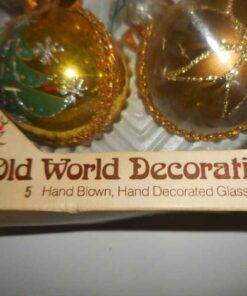 Old World Decorati
5 Hand Blown, Hand Decorated Glass